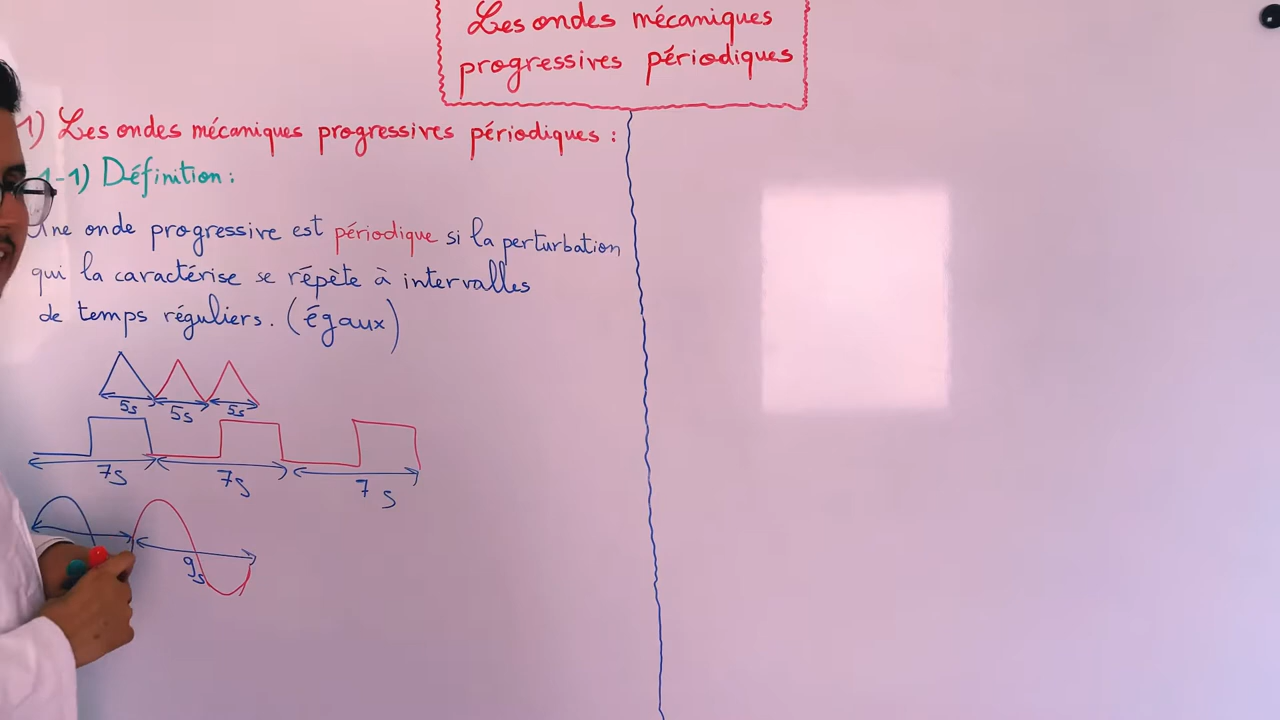 Les ondes mécaniques
progressives périodiques
1) Les ondes mécaniques progressives périodiques :
1-1) Définition :
Une onde progressive est périodique si la perturbation
qui la caractérise se répète à intervalles
de temps réguliers. (égaux)
5s 5s 5s
7s 7s 7s
9s